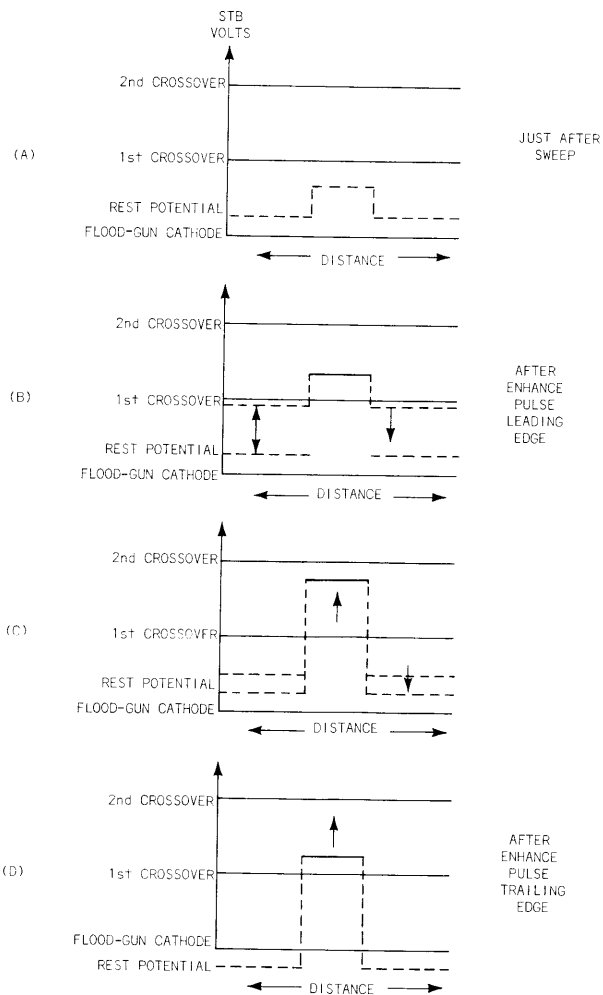 STB
VOLTS
2nd CROSSOVER
(A)
1st CROSSOVER
JUST AFTER
SWEEP
REST POTENTIAL
FLOOD-GUN CATHODE
DISTANCE
2nd CROSSOVER
(B)
1st CROSSOVER
AFTER
ENHANCE
PULSE
LEADING
EDGE
REST POTENTIAL
FLOOD-GUN CATHODE
DISTANCE
2nd CROSSOVER
(C)
1st CROSSOVER
REST POTENTIAL
FLOOD-GUN CATHODE
DISTANCE
2nd CROSSOVER
(D)
1st CROSSOVER
AFTER
ENHANCE
PULSE
TRAILING
EDGE
FLOOD-GUN CATHODE
REST POTENTIAL
DISTANCE